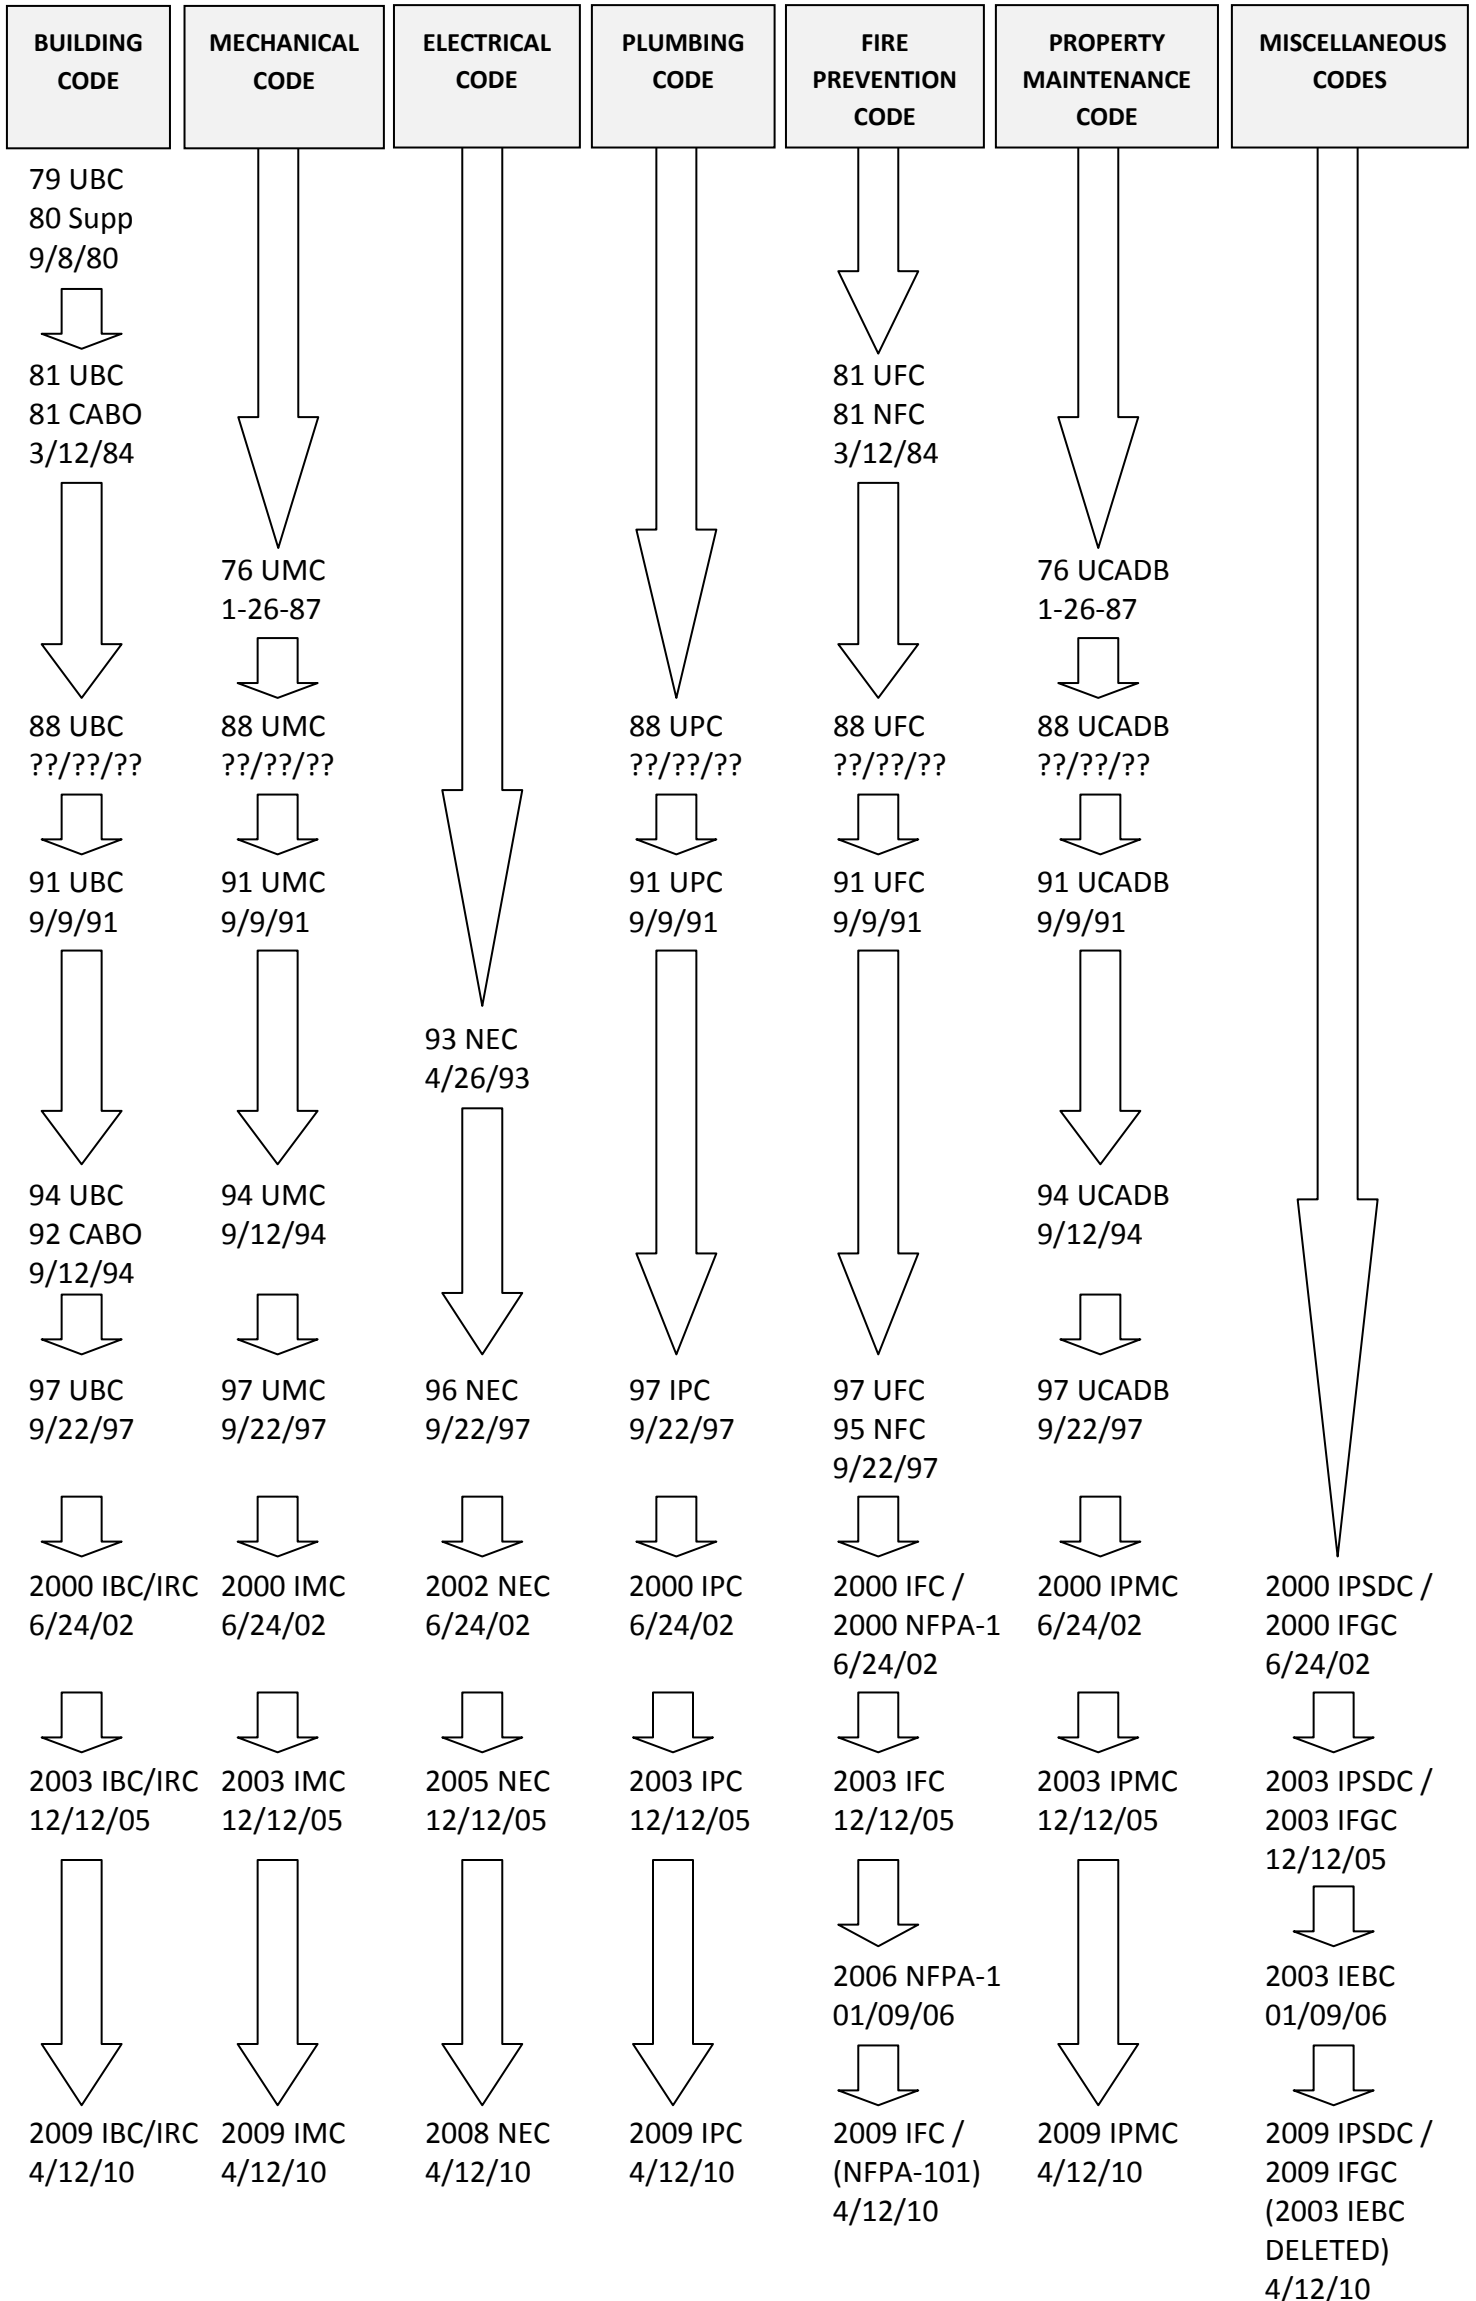 BUILDING
CODE
MECHANICAL
CODE
ELECTRICAL
CODE
PLUMBING
CODE
FIRE
PREVENTION
CODE
PROPERTY
MAINTENANCE
CODE
MISCELLANEOUS
CODES
79 UBC
80 Supp
9/8/80
81 UBC
81 CABO
3/12/84
88 UBC
??/??/??
91 UBC
9/9/91
94 UBC
92 CABO
9/12/94
97 UBC
9/22/97
2000 IBC/IRC
6/24/02
2003 IBC/IRC
12/12/05
2009 IBC/IRC
4/12/10
76 UMC
1-26-87
88 UMC
??/??/??
91 UMC
9/9/91
94 UMC
9/12/94
97 UMC
9/22/97
2000 IMC
6/24/02
2003 IMC
12/12/05
2009 IMC
4/12/10
93 NEC
4/26/93
96 NEC
9/22/97
2002 NEC
6/24/02
2005 NEC
12/12/05
2008 NEC
4/12/10
88 UPC
??/??/??
91 UPC
9/9/91
97 IPC
9/22/97
2000 IPC
6/24/02
2003 IPC
12/12/05
2009 IPC
4/12/10
81 UFC
81 NFC
3/12/84
88 UFC
??/??/??
91 UFC
9/9/91
97 UFC
95 NFC
9/22/97
2000 IFC /
2000 NFPA-1
6/24/02
2003 IFC
12/12/05
2006 NFPA-1
01/09/06
2009 IFC /
(NFPA-101)
4/12/10
76 UCADB
1-26-87
88 UCADB
??/??/??
91 UCADB
9/9/91
94 UCADB
9/12/94
97 UCADB
9/22/97
2000 IPMC
6/24/02
2003 IPMC
12/12/05
2009 IPMC
4/12/10
2000 IPSDC /
2000 IFGC
6/24/02
2003 IPSDC /
2003 IFGC
12/12/05
2003 IEBC
01/09/06
2009 IPSDC /
2009 IFGC
(2003 IEBC
DELETED)
4/12/10